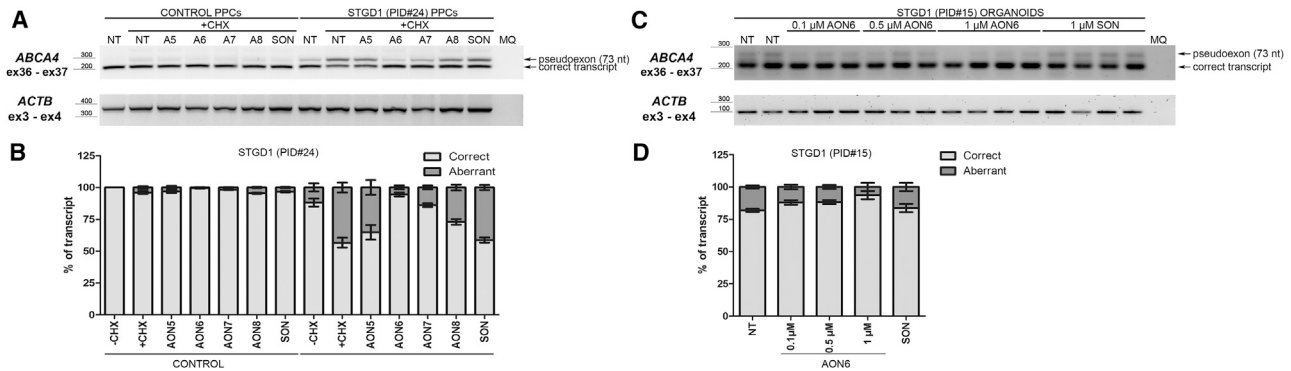 A
CONTROL PPCs
STGD1 (PID#24) PPCs
+CHX
+CHX
NT NT A5 A6 A7 A8 SON NT NT A5 A6 A7 A8 SON MQ
ABCA4
ex36 - ex37
300
200
pseudoexon (73 nt)
correct transcript
ACTB
ex3 - ex4
400
300
B
STGD1 (PID#24)
Correct
Aberrant
% of transcript
125
100
75
50
25
0
-CHX +CHX AON5 AON6 AON7 AON8 SON -CHX +CHX AON5 AON6 AON7 AON8 SON
CONTROL STGD1 (PID#24)
C
STGD1 (PID#15) ORGANOIDS
0.1 µM AON6 0.5 µM AON6 1 µM AON6 1 µM SON
NT NT MQ
ABCA4
ex36 - ex37
300
200
pseudoexon (73 nt)
correct transcript
ACTB
ex3 - ex4
300
100
D
STGD1 (PID#15)
Correct
Aberrant
% of transcript
125
100
75
50
25
0
NT 0.1µM 0.5 µM 1 µM SON
AON6